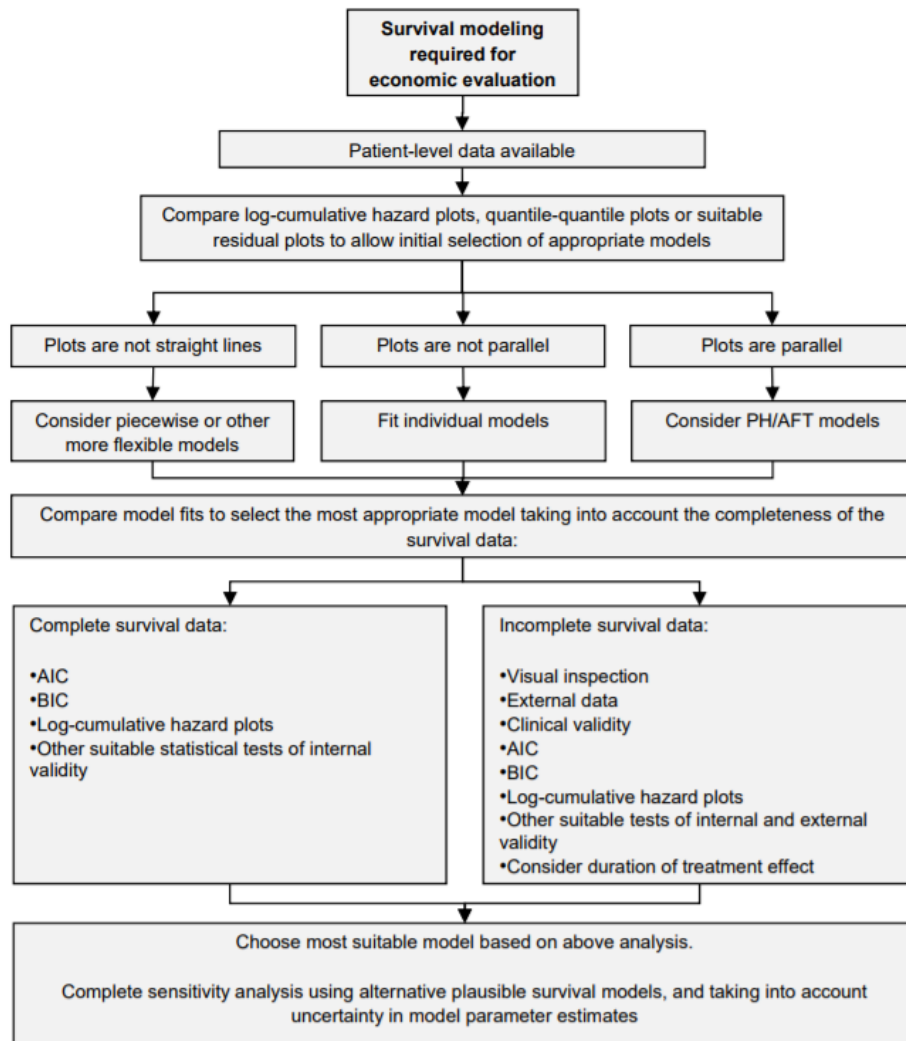 Survival modeling
required for
economic evaluation
Patient-level data available
Compare log-cumulative hazard plots, quantile-quantile plots or suitable
residual plots to allow initial selection of appropriate models
Plots are not straight lines
Plots are not parallel
Plots are parallel
Consider piecewise or other
more flexible models
Fit individual models
Consider PH/AFT models
Compare model fits to select the most appropriate model taking into account the completeness of the
survival data:
Complete survival data:
•AIC
•BIC
•Log-cumulative hazard plots
•Other suitable statistical tests of internal
validity
Incomplete survival data:
•Visual inspection
•External data
•Clinical validity
•AIC
•BIC
•Log-cumulative hazard plots
•Other suitable tests of internal and external
validity
•Consider duration of treatment effect
Choose most suitable model based on above analysis.
Complete sensitivity analysis using alternative plausible survival models, and taking into account
uncertainty in model parameter estimates